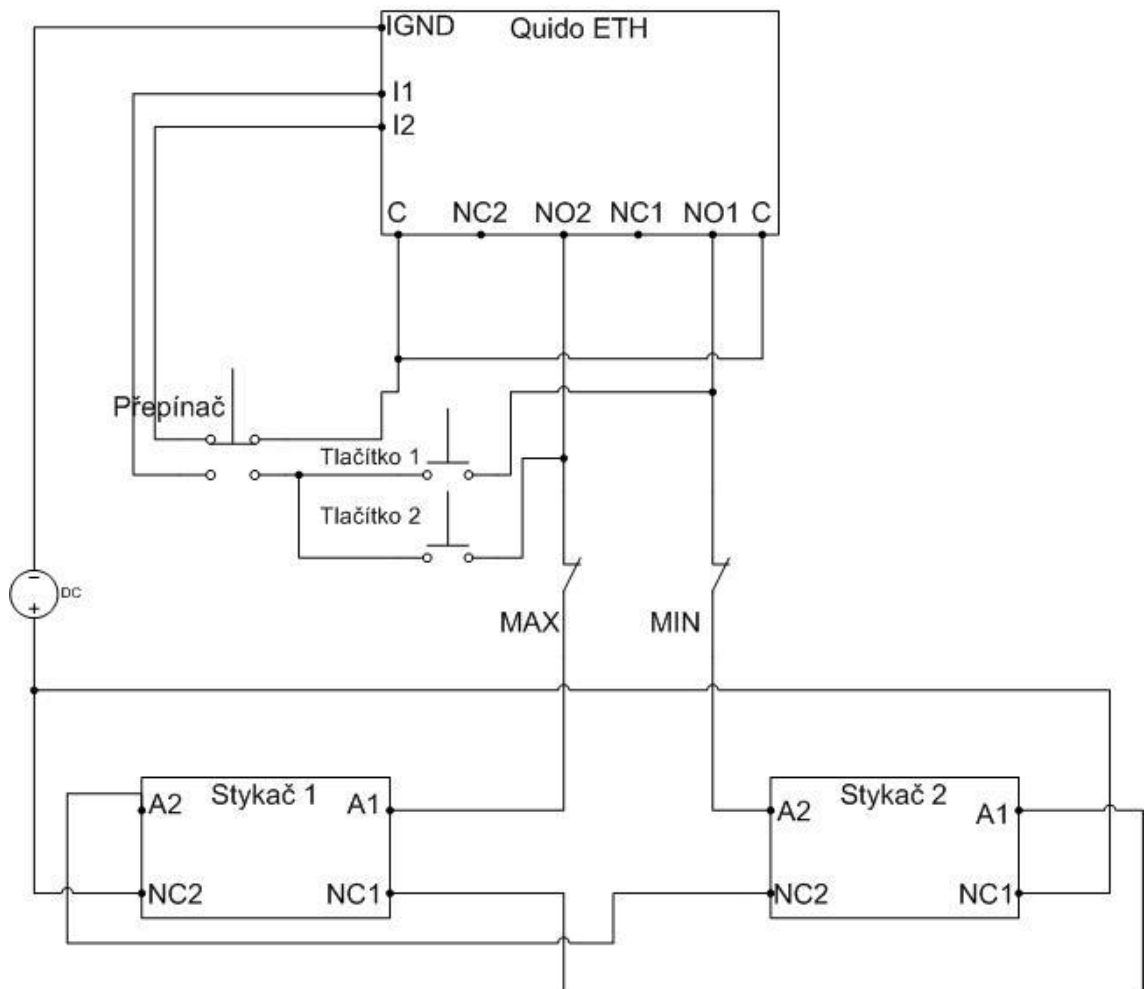 IGND
Quido ETH
I1
I2
C
NC2
NO2
NC1
NO1
C
Přepínač
Tlačítko 1
Tlačítko 2
−
DC
+
MAX
MIN
A2
Stykač 1
A1
NC2
NC1
A2
Stykač 2
A1
NC2
NC1